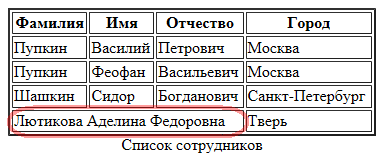 Фамилия Имя Отчество Город
Пупкин Василий Петрович Москва
Пупкин Феофан Васильевич Москва
Шашкин Сидор Богданович Санкт-Петербург
Лютикова Аделина Федоровна Тверь
Список сотрудников